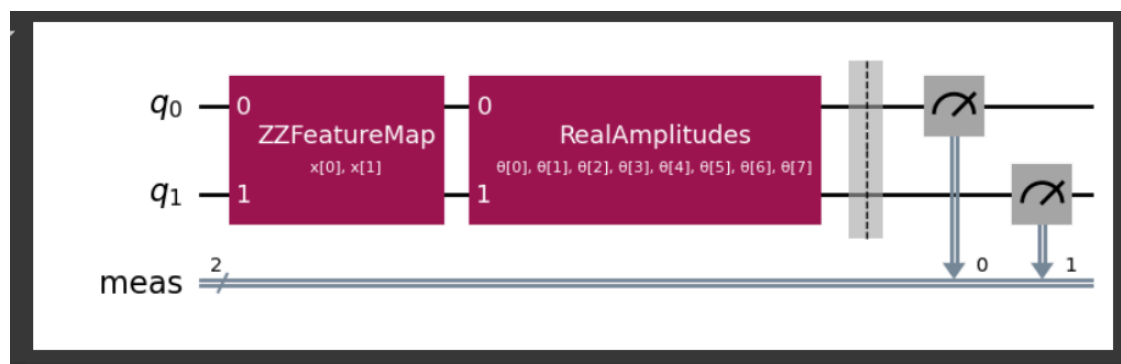 q0 0 0
ZZFeatureMap RealAmplitudes
x[0], x[1] θ[0], θ[1], θ[2], θ[3], θ[4], θ[5], θ[6], θ[7]
q1 1 1
meas 2 0 1